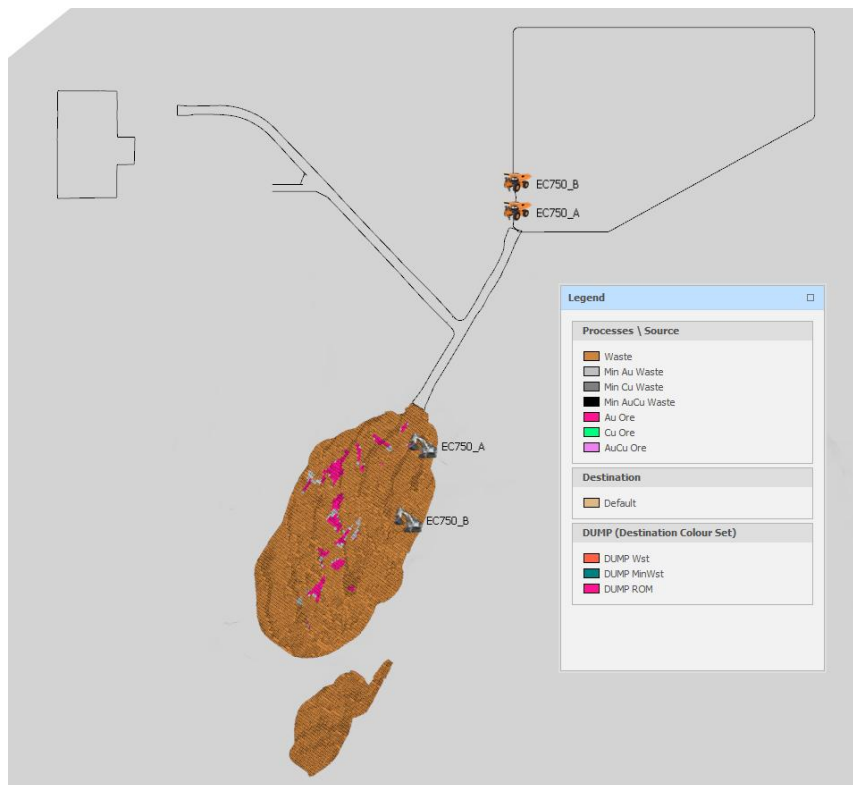 EC750_B
EC750_A
Legend
Processes \ Source
Waste
Min Au Waste
Min Cu Waste
Min AuCu Waste
Au Ore
Cu Ore
AuCu Ore
EC750_A
Destination
Default
EC750_B
DUMP (Destination Colour Set)
DUMP Wst
DUMP MinWst
DUMP ROM